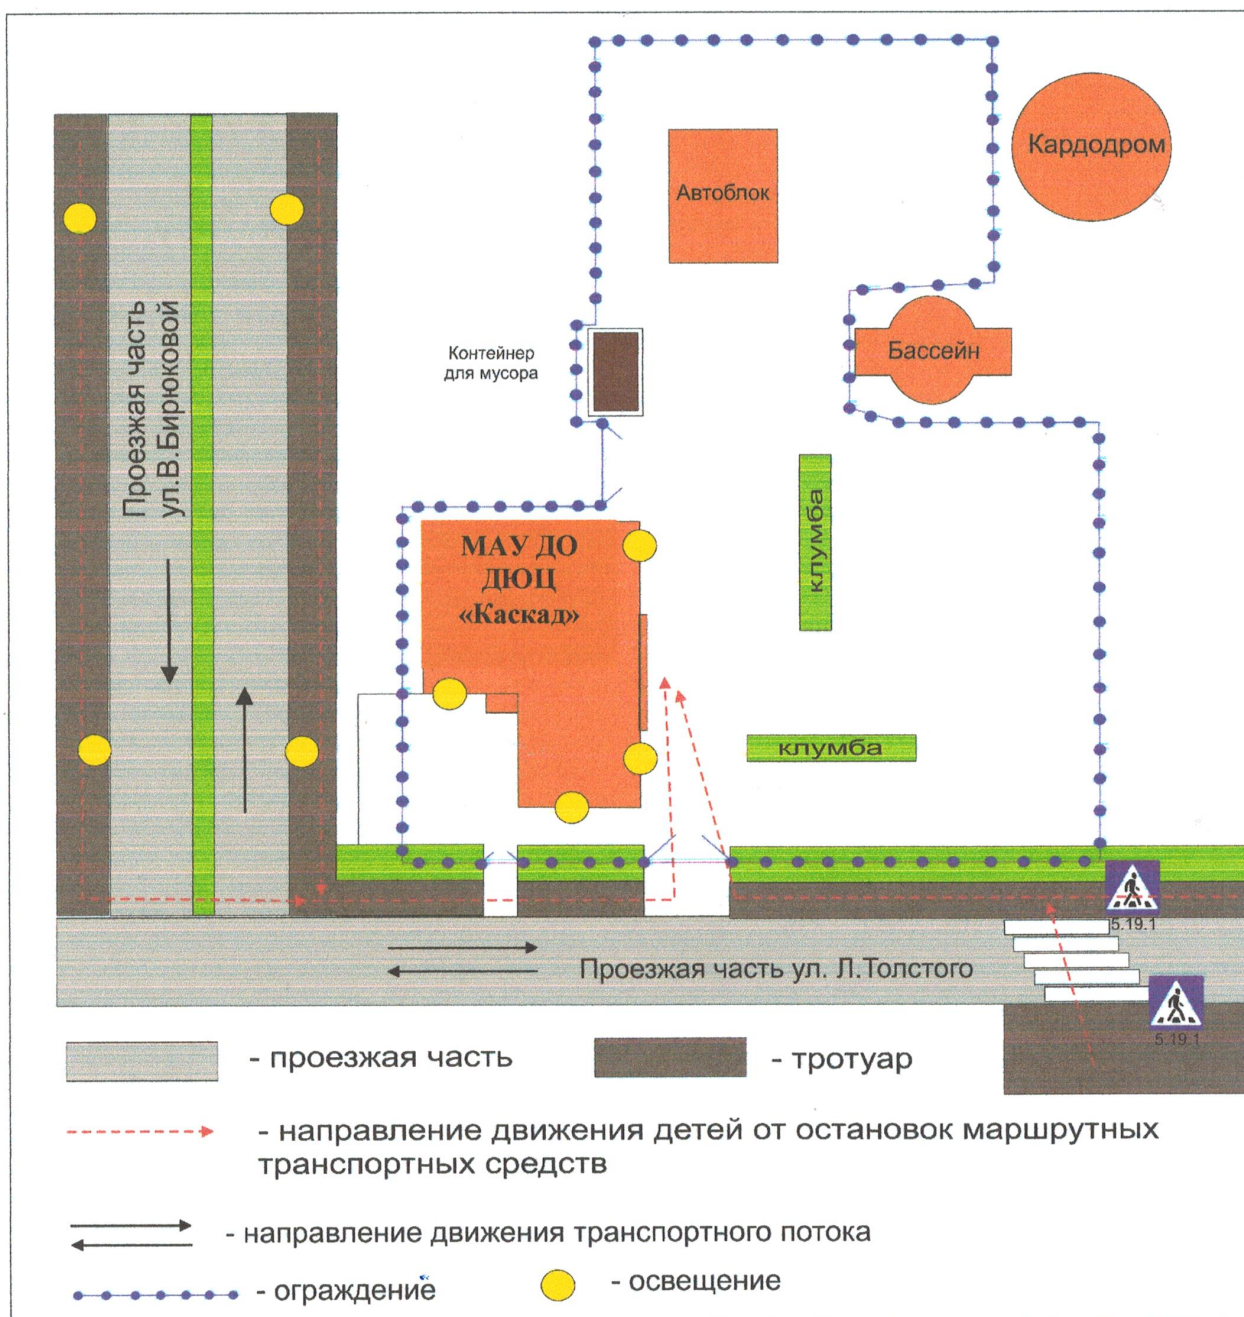 Кардодром
Автоблок
Проезжая часть
ул.В.Бирюковой
Контейнер
для мусора
Бассейн
клумба
МАУ ДО
ДЮЦ
«Каскад»
клумба
5.19.1
Проезжая часть ул. Л.Толстого
5.19.1
- проезжая часть
- тротуар
- направление движения детей от остановок маршрутных
транспортных средств
- направление движения транспортного потока
- ограждение
- освещение